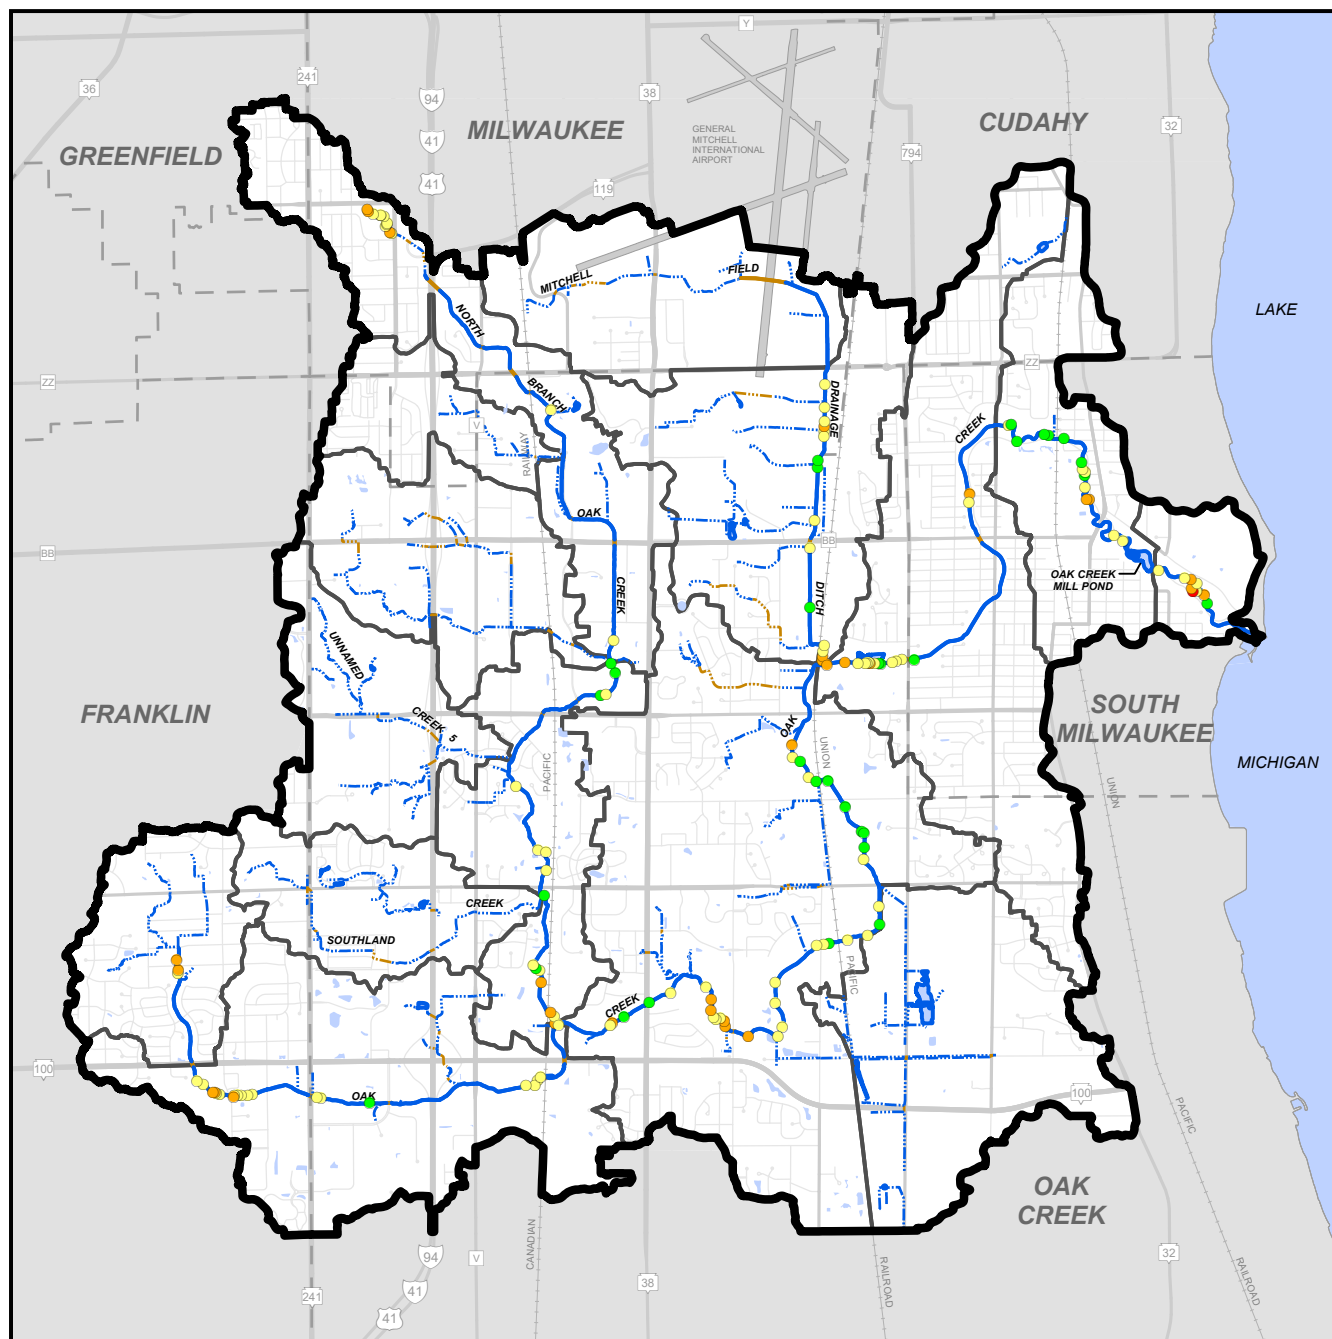 Y
36
241
94
38
MILWAUKEE
CUDAHY
GENERAL
MITCHELL
INTERNATIONAL
AIRPORT
32
41
794
GREENFIELD
41
119
MITCHELL
FIELD
LAKE
NORTH
ZZ
ZZ
BRANCH
DRAINAGE
V
CREEK
RAILWAY
OAK
BB
BB
OAK CREEK
MILL POND
CREEK
DITCH
UNNAMED
FRANKLIN
SOUTH
MILWAUKEE
CREEK 5
OAK
UNION
PACIFIC
MICHIGAN
UNION
CREEK
SOUTHLAND
PACIFIC
CREEK
100
OAK
100
PACIFIC
OAK
CREEK
CANADIAN
94
V
32
RAILROAD
RAILROAD
41
38
241
41